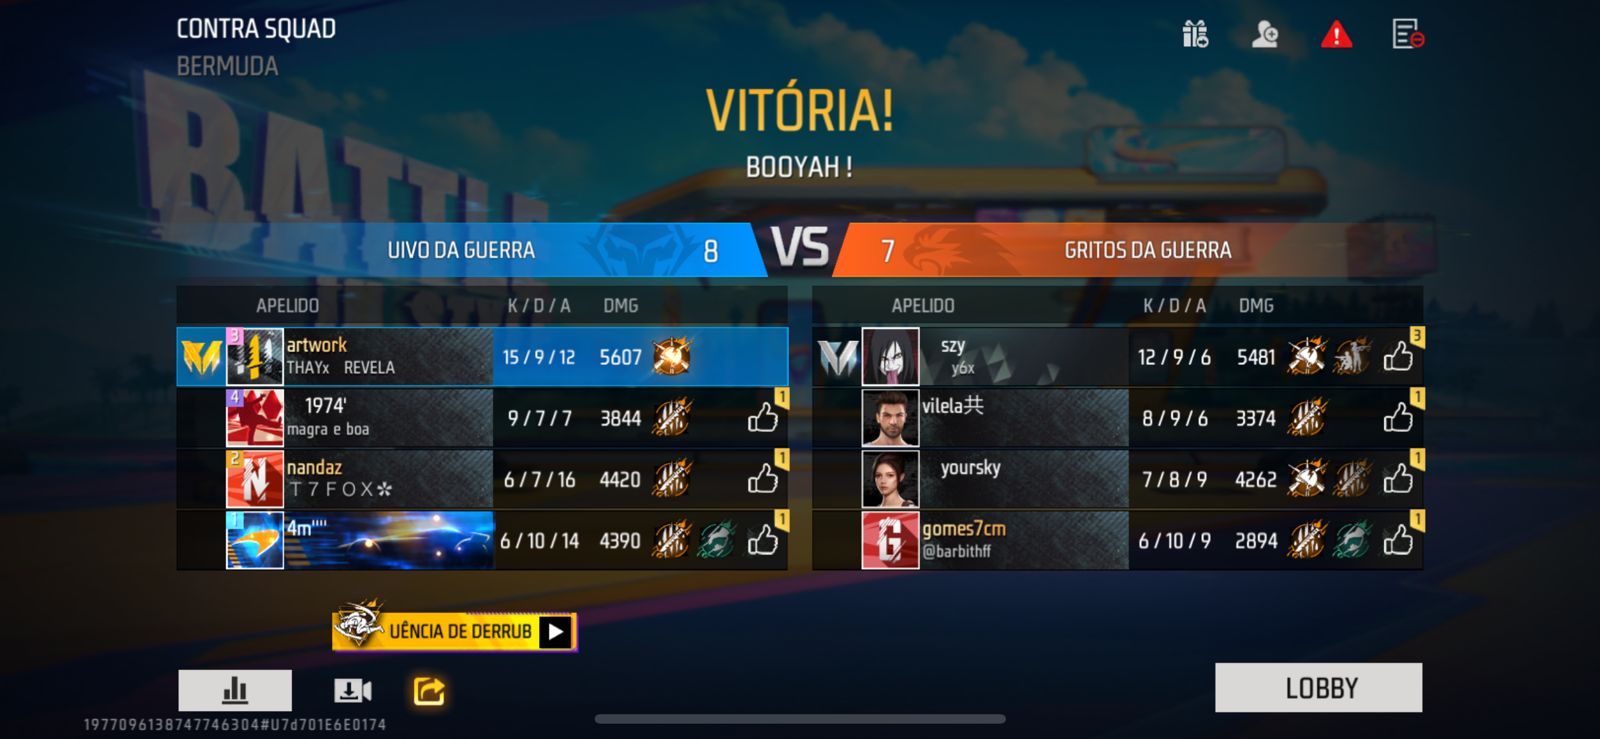 CONTRA SQUAD
BERMUDA
VITÓRIA!
BOOYAH !
UIVO DA GUERRA 8 VS 7 GRITOS DA GUERRA
APELIDO K / D / A DMG APELIDO K / D / A DMG
3 artwork 15 / 9 / 12 5607
THAYx REVELA
4 1974' 9 / 7 / 7 3844 1
magra e boa
2 nandaz 6 / 7 / 16 4420 1
T7FOX✲
1 4m'''' 6 / 10 / 14 4390 1
szy 12 / 9 / 6 5481 3
y6x
vilela共 8 / 9 / 6 3374 1
yoursky 7 / 8 / 9 4262 1
gomes7cm 6 / 10 / 9 2894 1
@barbithff
UÊNCIA DE DERRUB
LOBBY
1977096138747746304#U7d701E6E0174